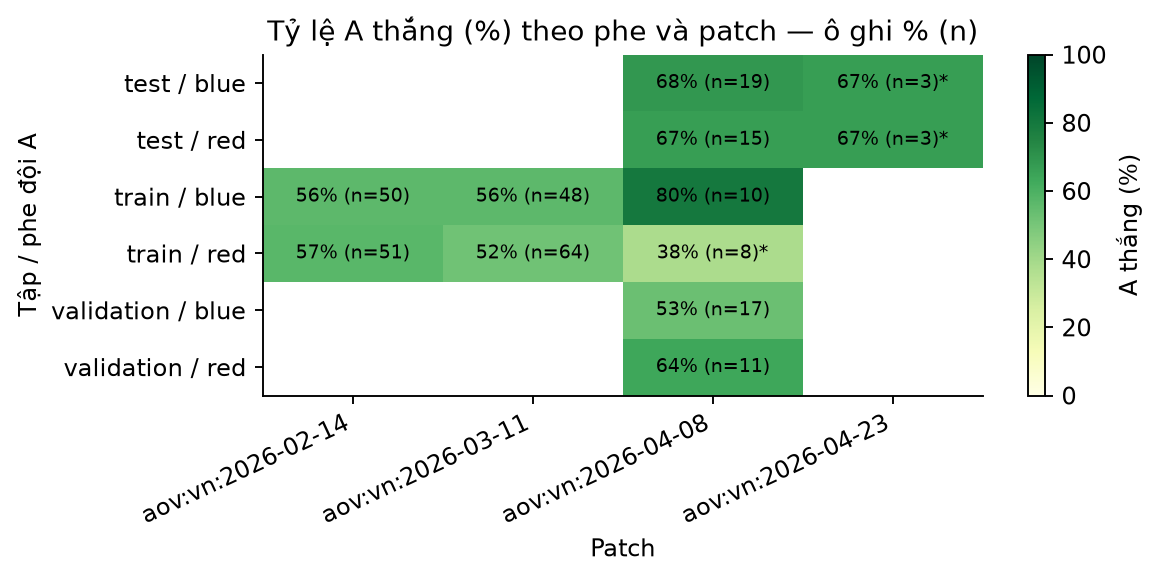 Tỷ lệ A thắng (%) theo phe và patch — ô ghi % (n)
Tập / phe đội A
test / blue
68% (n=19)
67% (n=3)*
test / red
67% (n=15)
67% (n=3)*
train / blue
56% (n=50)
56% (n=48)
80% (n=10)
train / red
57% (n=51)
52% (n=64)
38% (n=8)*
validation / blue
53% (n=17)
validation / red
64% (n=11)
aov:vn:2026-02-14
aov:vn:2026-03-11
aov:vn:2026-04-08
aov:vn:2026-04-23
Patch
100
80
60
40
20
0
A thắng (%)